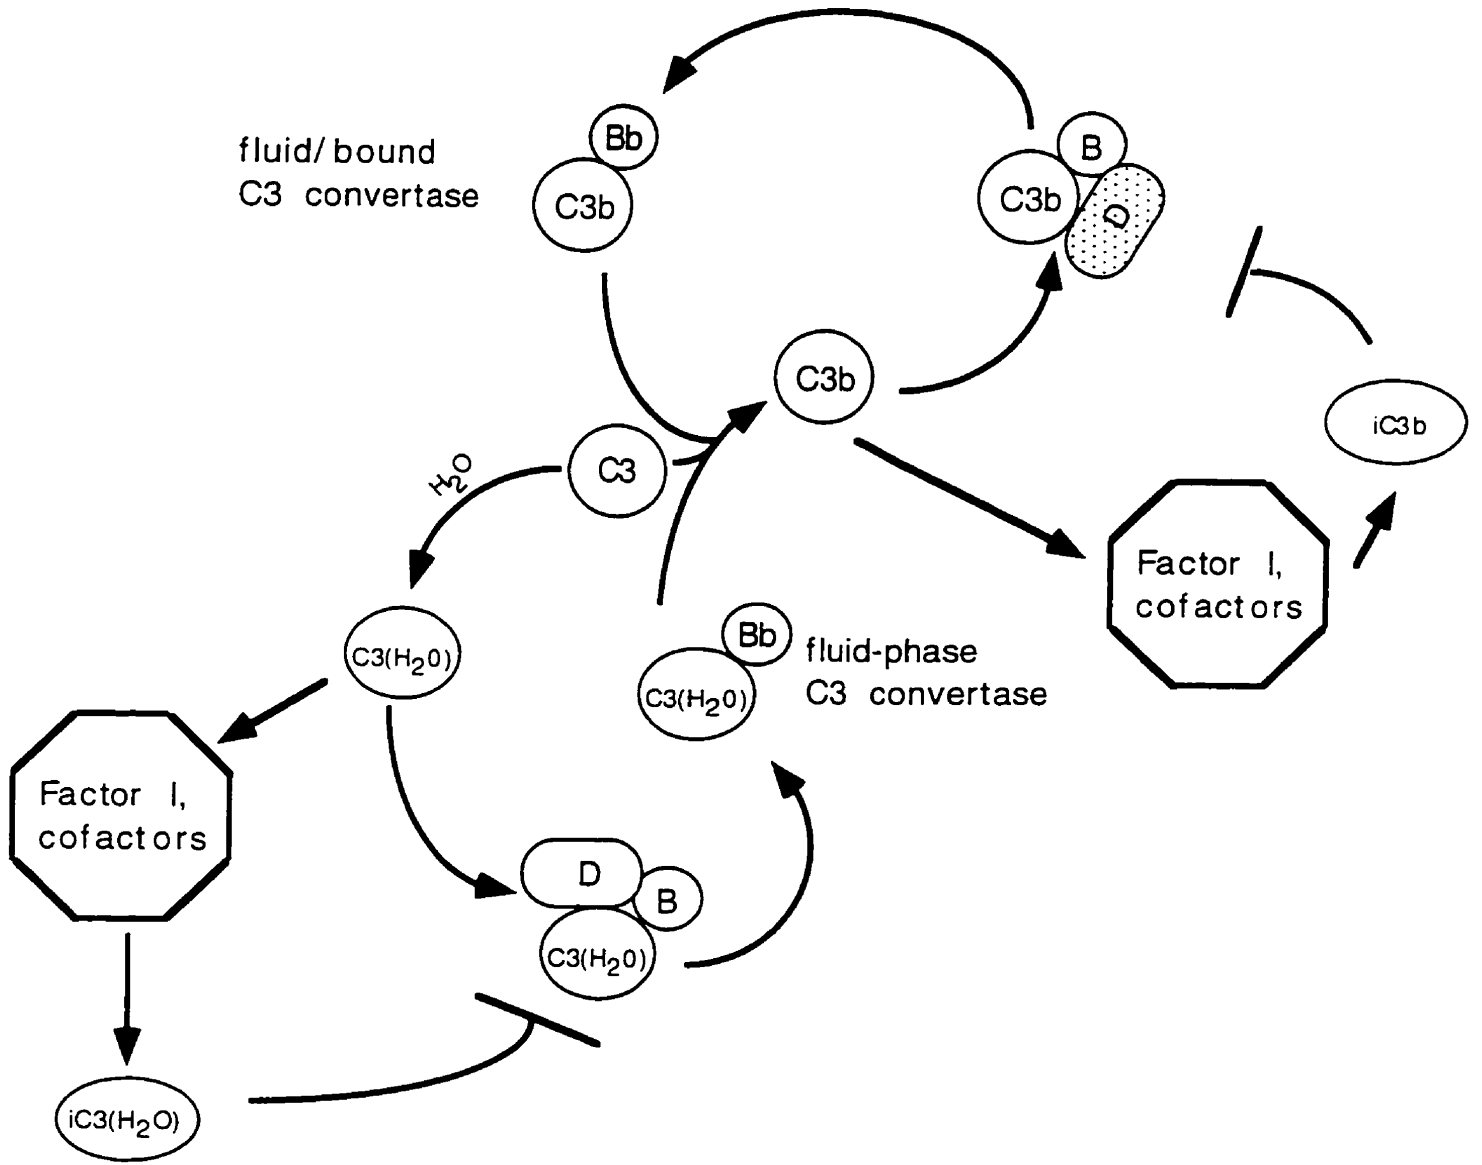 Bb
fluid/bound
C3 convertase
C3b
B
C3b
D
C3b
iC3b
C3
H2O
Factor I,
cofactors
C3(H20)
Bb
fluid-phase
C3 convertase
C3(H20)
Factor I,
cofactors
D
B
C3(H20)
iC3(H2O)